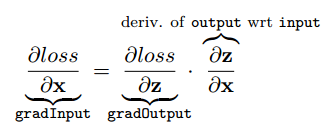 deriv. of output wrt input
∂loss/∂x = ∂loss/∂z · ∂z/∂x
gradInput gradOutput